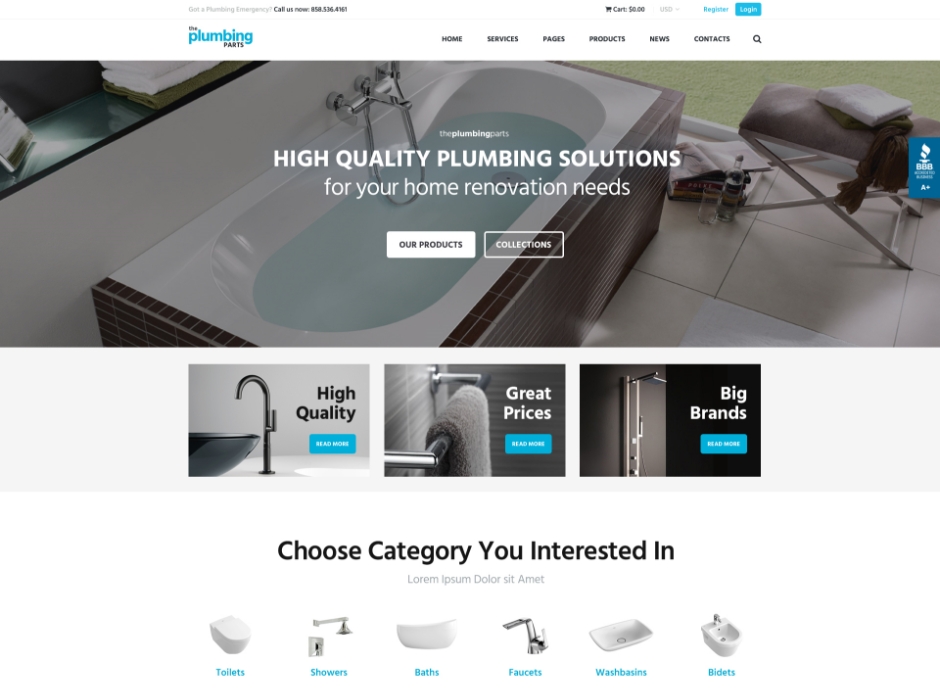 Got a Plumbing Emergency? Call us now: 858.536.4161
Cart: $0.00
USD
Register
Login
the
plumbing
PARTS
HOME
SERVICES
PAGES
PRODUCTS
NEWS
CONTACTS
theplumbingparts
HIGH QUALITY PLUMBING SOLUTIONS
for your home renovation needs
OUR PRODUCTS
COLLECTIONS
BBB
ACCREDITED
BUSINESS
A+
High
Quality
READ MORE
Great
Prices
READ MORE
Big
Brands
READ MORE
Choose Category You Interested In
Lorem Ipsum Dolor sit Amet
Toilets
Showers
Baths
Faucets
Washbasins
Bidets